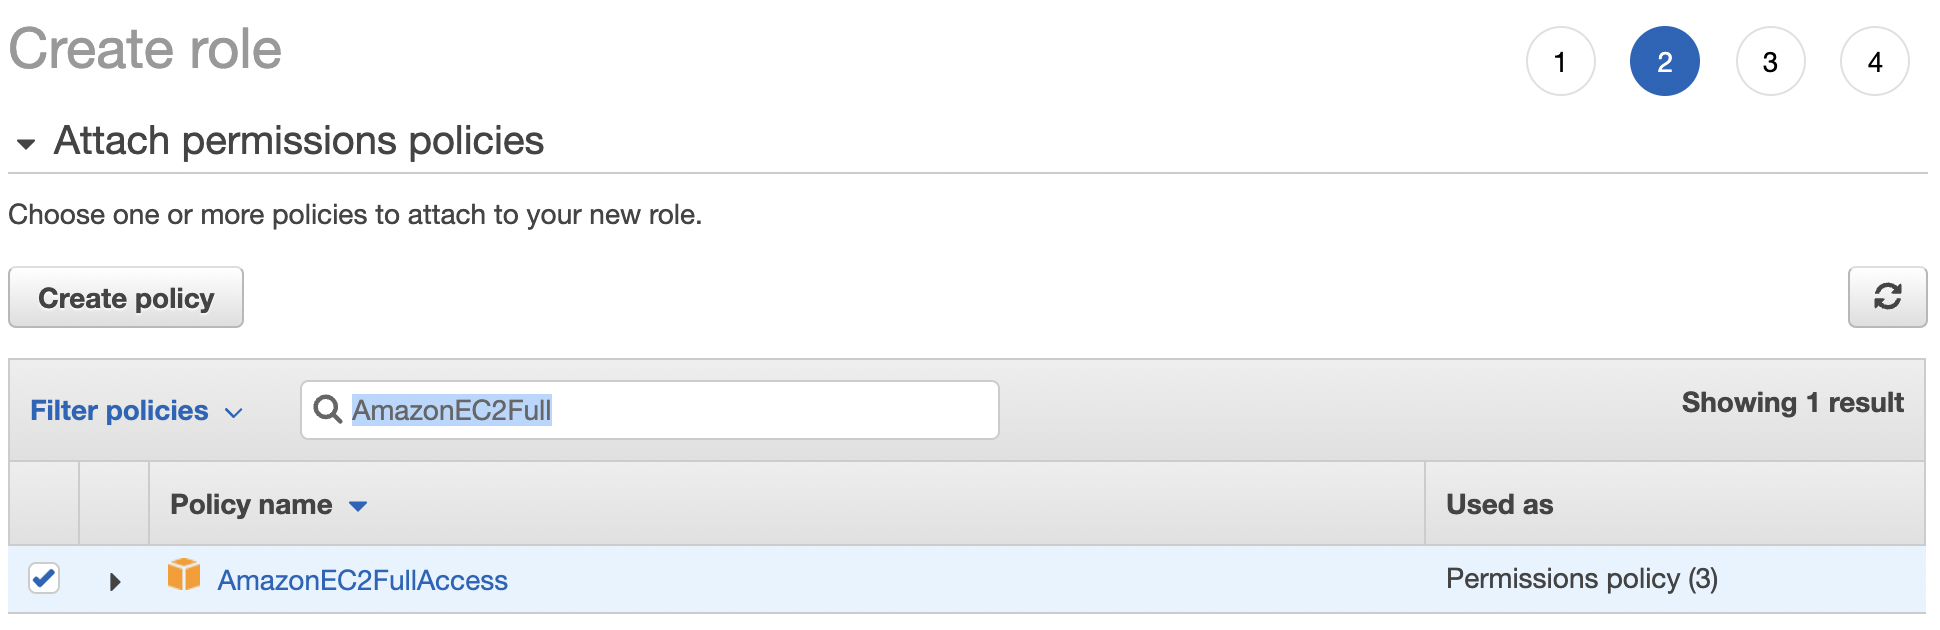 Create role
1 2 3 4
Attach permissions policies
Choose one or more policies to attach to your new role.
Create policy
Filter policies
AmazonEC2Full
Showing 1 result
Policy name
Used as
AmazonEC2FullAccess
Permissions policy (3)